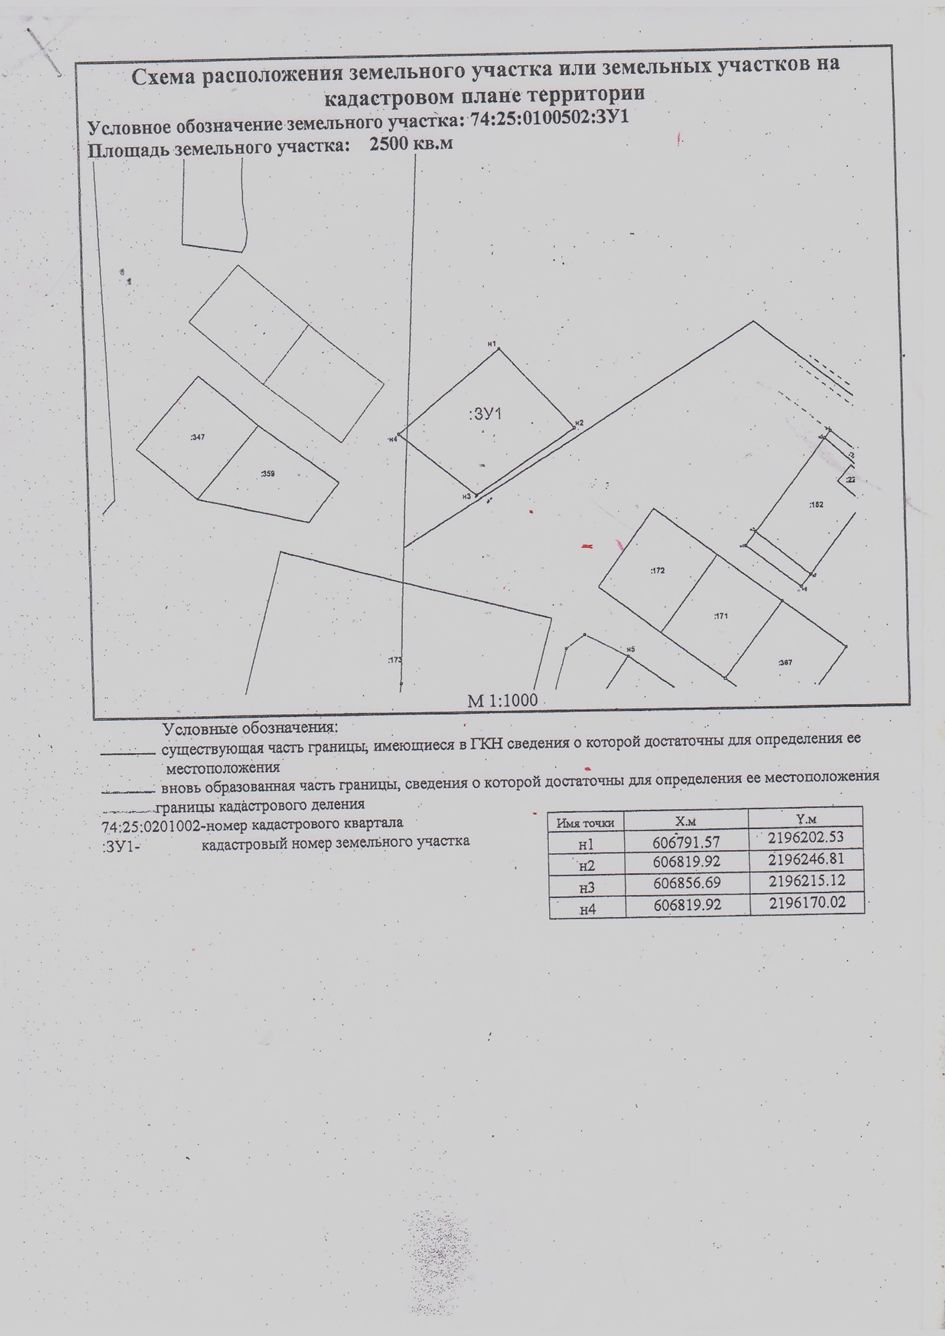 Схема расположения земельного участка или земельных участков на
кадастровом плане территории
Условное обозначение земельного участка: 74:25:0100502:ЗУ1
Площадь земельного участка: 2500 кв.м
н1
:ЗУ1
н2
н4
:347
:359
н3
:182
:172
:171
н5
:173
:387
М 1:1000
Условные обозначения:
существующая часть границы, имеющиеся в ГКН сведения о которой достаточны для определения ее
местоположения
вновь образованная часть границы, сведения о которой достаточны для определения ее местоположения
границы кадастрового деления
74:25:0201002-номер кадастрового квартала
:ЗУ1- кадастровый номер земельного участка
Имя точки X.м Y.м
н1 606791.57 2196202.53
н2 606819.92 2196246.81
н3 606856.69 2196215.12
н4 606819.92 2196170.02